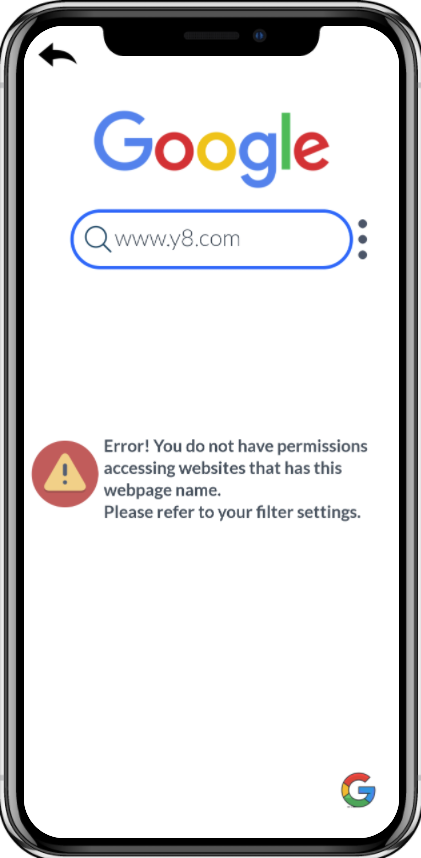 Google
www.y8.com
Error! You do not have permissions
accessing websites that has this
webpage name.
Please refer to your filter settings.
G